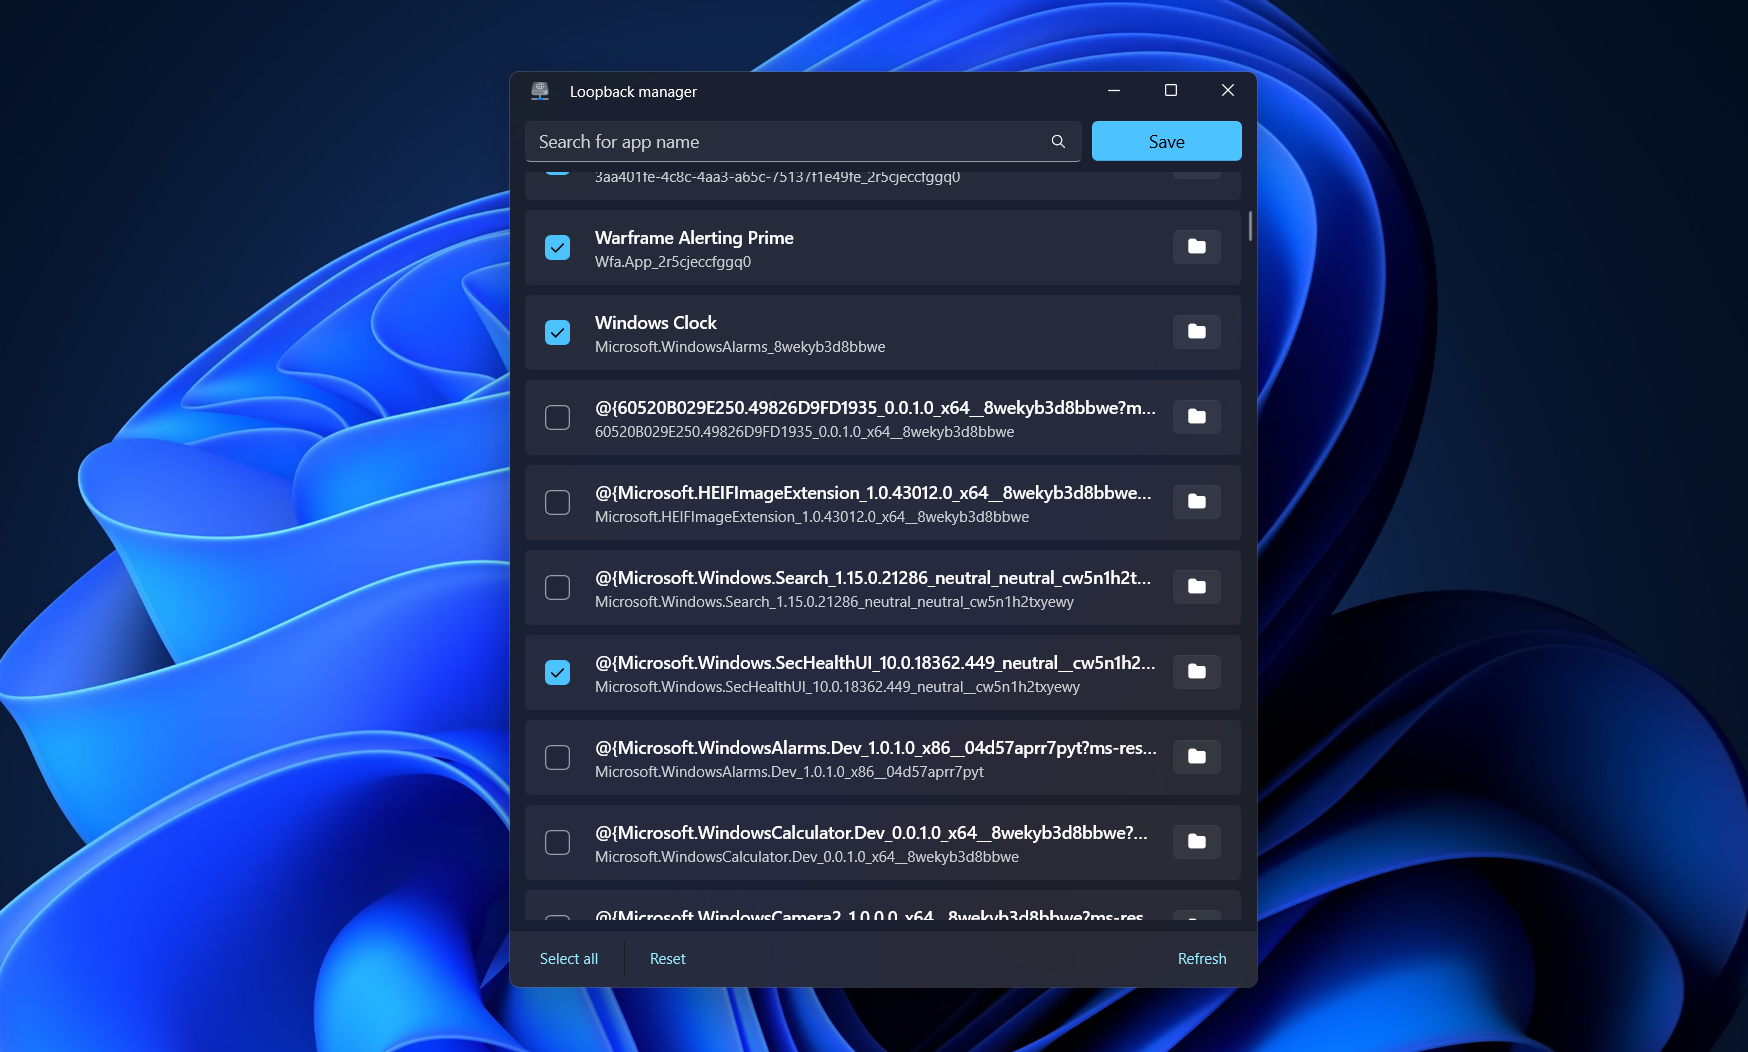 Loopback manager
Search for app name
Save
3aa401fe-4c8c-4aa3-a65c-75137f1e49fe_2r5cjeccfggq0
Warframe Alerting Prime
Wfa.App_2r5cjeccfggq0
Windows Clock
Microsoft.WindowsAlarms_8wekyb3d8bbwe
@{60520B029E250.49826D9FD1935_0.0.1.0_x64__8wekyb3d8bbwe?m...
60520B029E250.49826D9FD1935_0.0.1.0_x64__8wekyb3d8bbwe
@{Microsoft.HEIFImageExtension_1.0.43012.0_x64__8wekyb3d8bbwe...
Microsoft.HEIFImageExtension_1.0.43012.0_x64__8wekyb3d8bbwe
@{Microsoft.Windows.Search_1.15.0.21286_neutral_neutral_cw5n1h2t...
Microsoft.Windows.Search_1.15.0.21286_neutral_neutral_cw5n1h2txyewy
@{Microsoft.Windows.SecHealthUI_10.0.18362.449_neutral__cw5n1h2...
Microsoft.Windows.SecHealthUI_10.0.18362.449_neutral__cw5n1h2txyewy
@{Microsoft.WindowsAlarms.Dev_1.0.1.0_x86__04d57aprr7pyt?ms-res...
Microsoft.WindowsAlarms.Dev_1.0.1.0_x86__04d57aprr7pyt
@{Microsoft.WindowsCalculator.Dev_0.0.1.0_x64__8wekyb3d8bbwe?...
Microsoft.WindowsCalculator.Dev_0.0.1.0_x64__8wekyb3d8bbwe
@{Microsoft.WindowsCamera2_1.0.0.0_x64__8wekyb3d8bbwe?ms-res...
Select all
Reset
Refresh